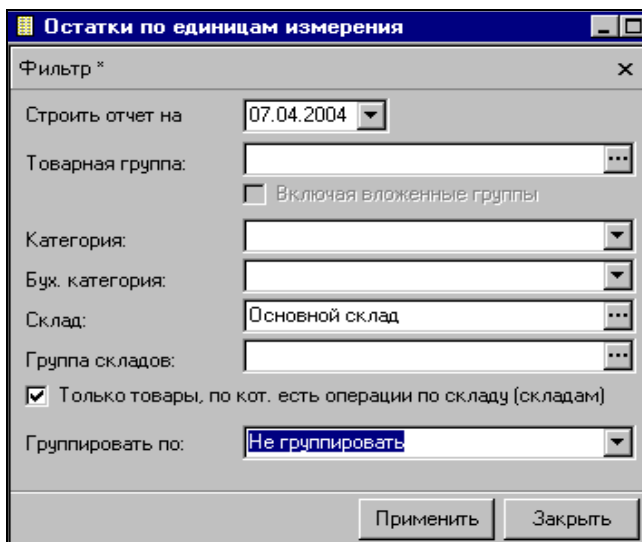 Остатки по единицам измерения
Фильтр *
Строить отчет на 07.04.2004
Товарная группа:
Включая вложенные группы
Категория:
Бух. категория:
Склад: Основной склад
Группа складов:
Только товары, по кот. есть операции по складу (складам)
Группировать по: Не группировать
Применить Закрыть